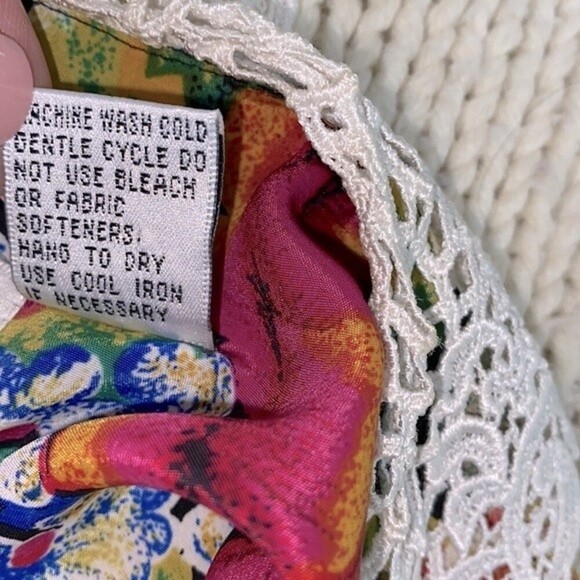 MACHINE WASH COLD
GENTLE CYCLE DO
NOT USE BLEACH
OR FABRIC
SOFTENERS.
HANG TO DRY
USE COOL IRON
IF NECESSARY